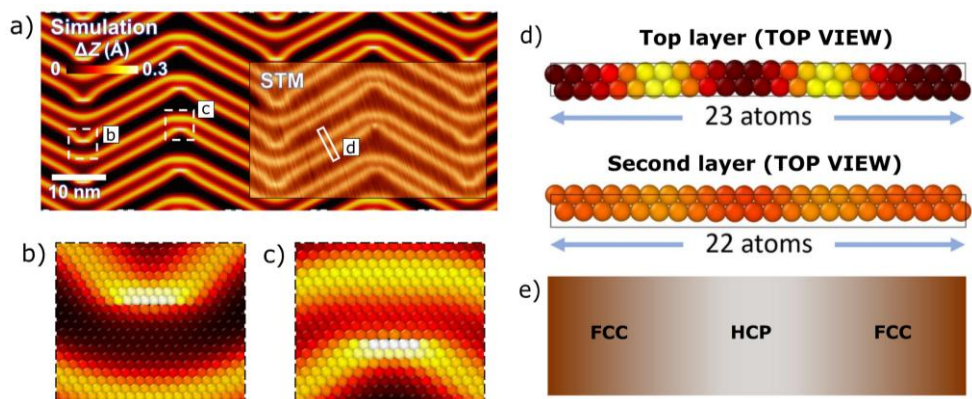 a)
Simulation
ΔZ (A)
0 0.3
STM
b
c
d
10 nm
b)
c)
d)
Top layer (TOP VIEW)
23 atoms
Second layer (TOP VIEW)
22 atoms
e)
FCC HCP FCC